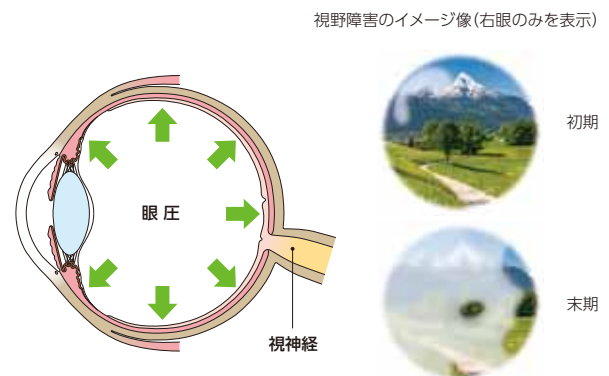 視野障害のイメージ像(右眼のみを表示)
初期
眼 圧
末期
視神経